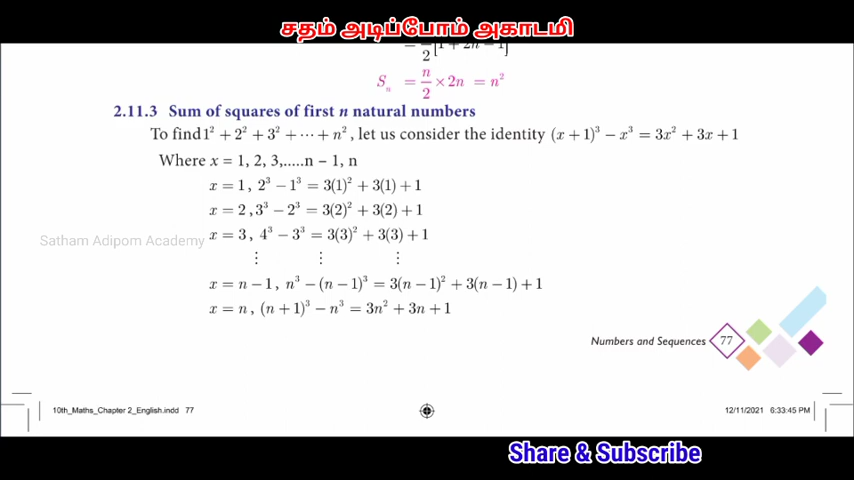 சதம் அடிப்போம் அகாடமி
= n/2 [1 + 2n − 1]
Sₙ = n/2 × 2n = n²
2.11.3 Sum of squares of first n natural numbers
To find 1² + 2² + 3² + ⋯ + n², let us consider the identity (x + 1)³ − x³ = 3x² + 3x + 1
Where x = 1, 2, 3,.....n – 1, n
x = 1, 2³ − 1³ = 3(1)² + 3(1) + 1
x = 2, 3³ − 2³ = 3(2)² + 3(2) + 1
x = 3, 4³ − 3³ = 3(3)² + 3(3) + 1
Satham Adipom Academy
⋮ ⋮ ⋮
x = n − 1, n³ − (n − 1)³ = 3(n − 1)² + 3(n − 1) + 1
x = n, (n + 1)³ − n³ = 3n² + 3n + 1
Numbers and Sequences 77
10th_Maths_Chapter 2_English.indd 77 12/11/2021 6:33:45 PM
Share & Subscribe